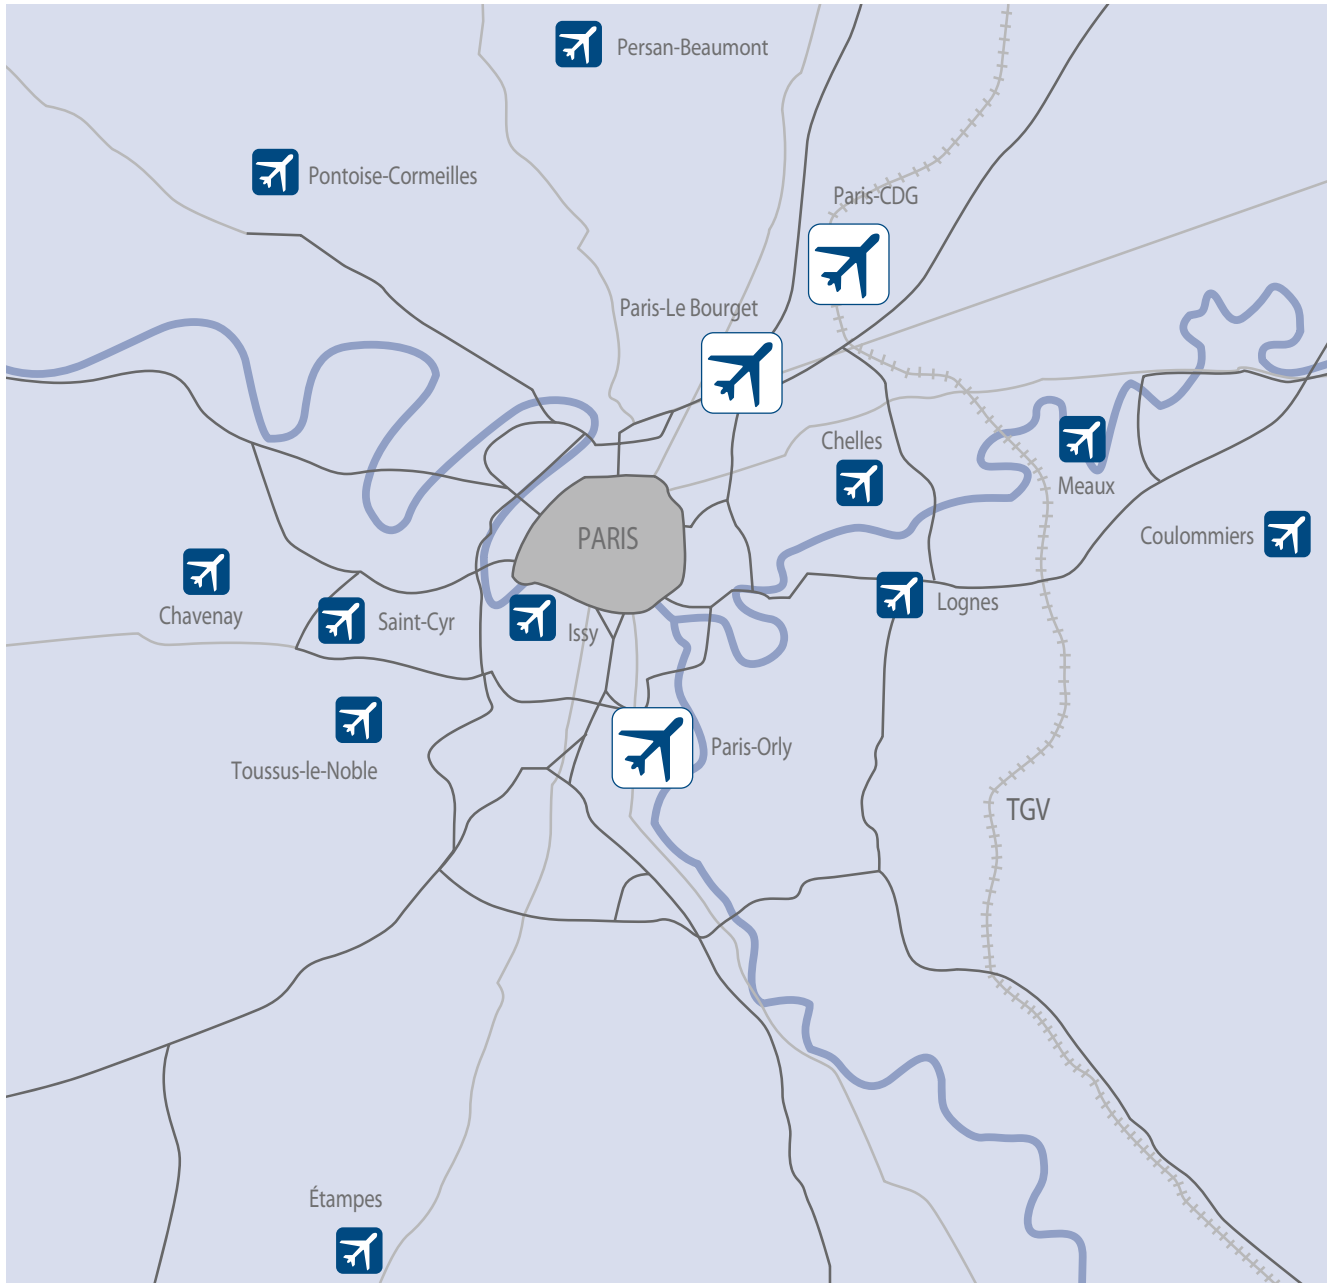 Persan-Beaumont
Pontoise-Cormeilles
Paris-CDG
Paris-Le Bourget
Chelles
Meaux
Coulommiers
PARIS
Chavenay
Saint-Cyr
Issy
Lognes
Toussus-le-Noble
Paris-Orly
TGV
Étampes